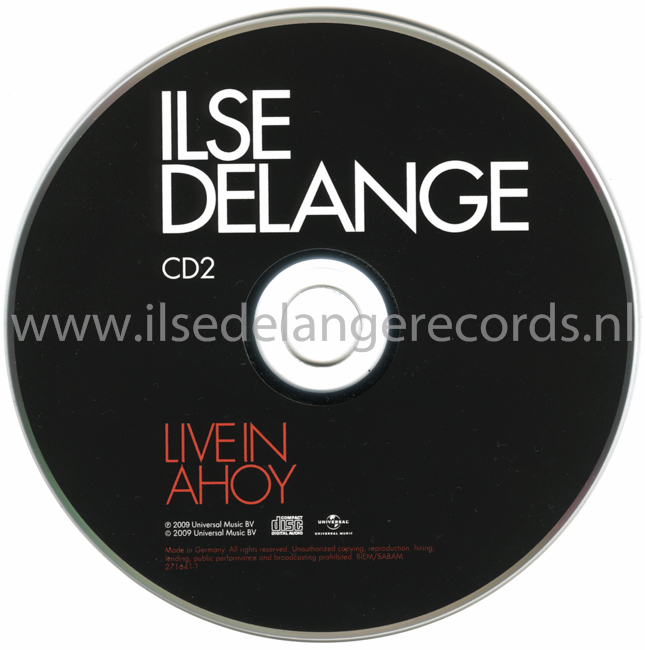 ILSE
DELANGE
CD2
www.ilsedelangerecords.nl
LIVE IN
AHOY
℗ 2009 Universal Music BV
© 2009 Universal Music BV
COMPACT
disc
DIGITAL AUDIO
UNIVERSAL
UNIVERSAL MUSIC
Made in Germany. All rights reserved. Unauthorized copying, reproduction, hiring,
lending, public performance and broadcasting prohibited. BIEM/SABAM.
271641-1